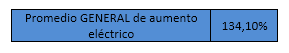 Promedio GENERAL de aumento
eléctrico
134,10%